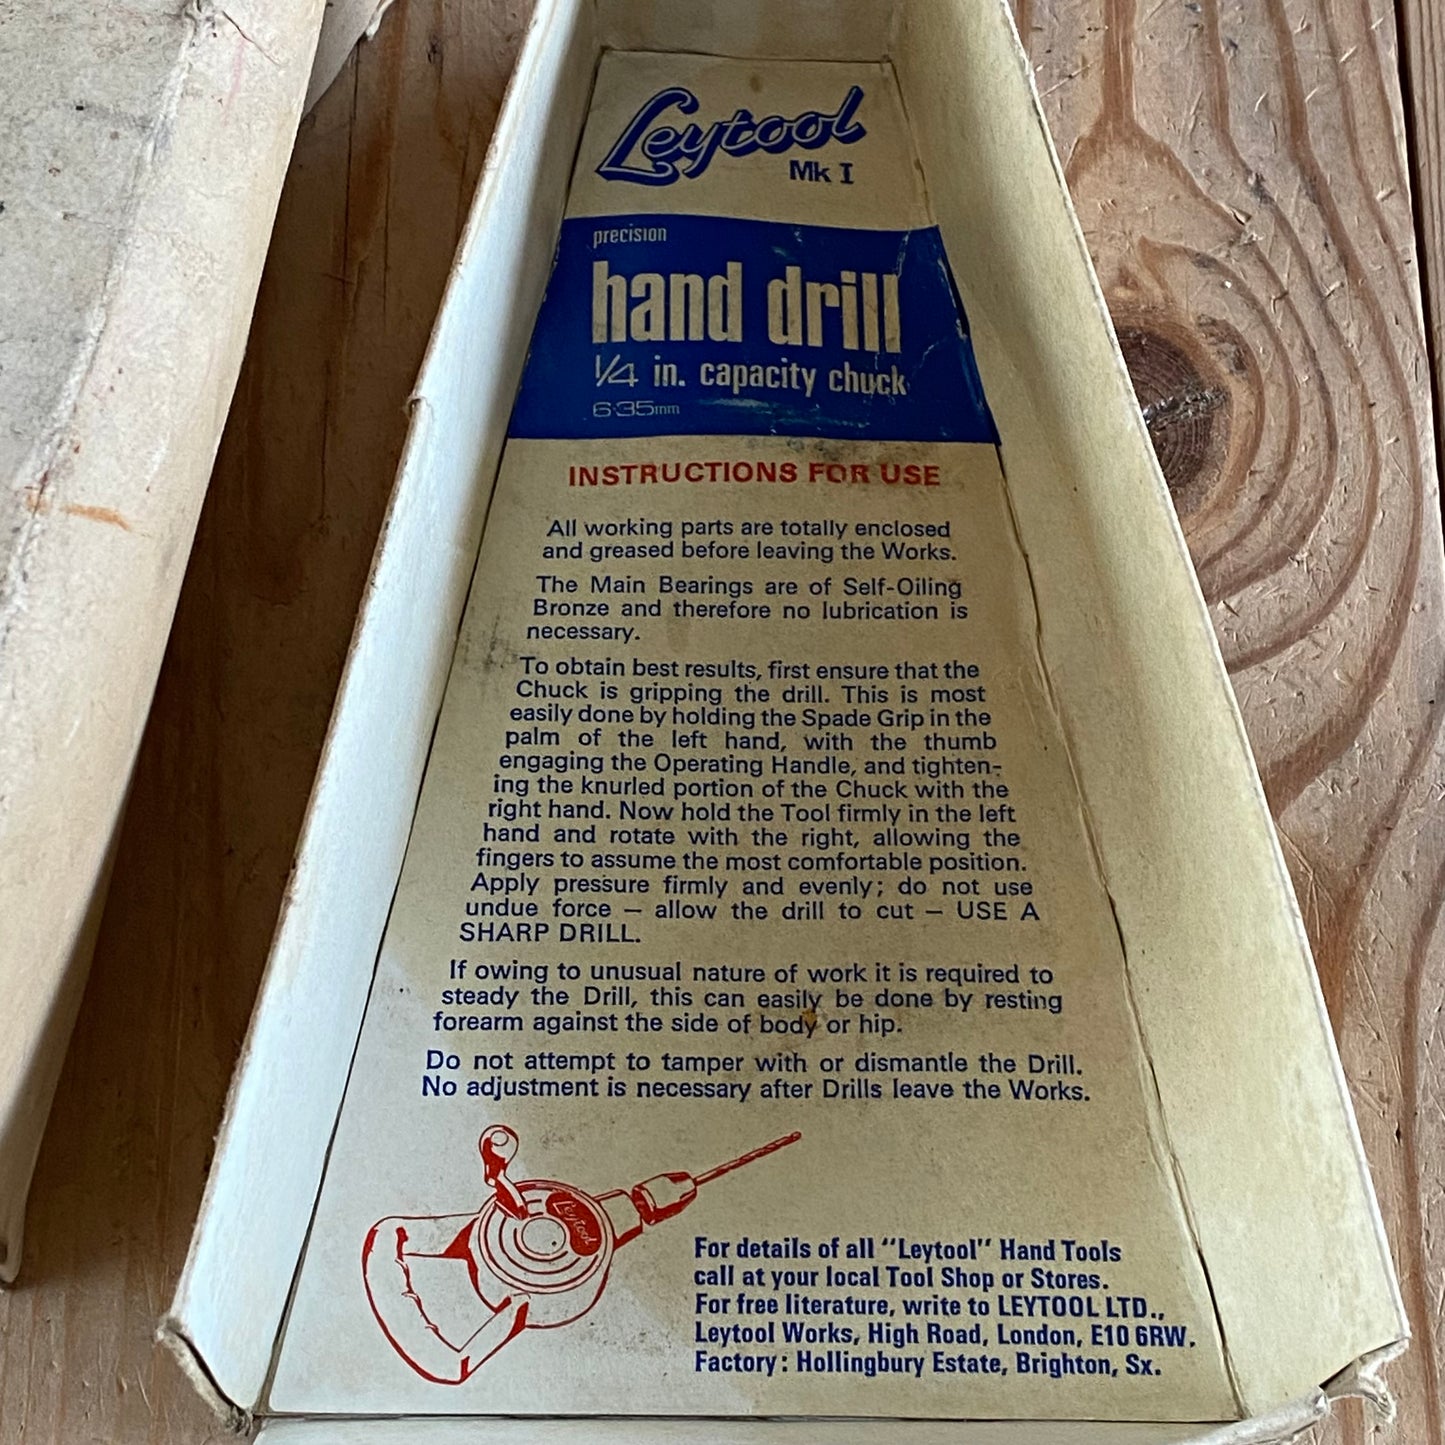 Leytool
Mk I
precision
hand drill
1/4 in. capacity chuck
6·35mm
INSTRUCTIONS FOR USE
All working parts are totally enclosed
and greased before leaving the Works.
The Main Bearings are of Self-Oiling
Bronze and therefore no lubrication is
necessary.
To obtain best results, first ensure that the
Chuck is gripping the drill. This is most
easily done by holding the Spade Grip in the
palm of the left hand, with the thumb
engaging the Operating Handle, and tighten-
ing the knurled portion of the Chuck with the
right hand. Now hold the Tool firmly in the left
hand and rotate with the right, allowing the
fingers to assume the most comfortable position.
Apply pressure firmly and evenly; do not use
undue force — allow the drill to cut — USE A
SHARP DRILL.
If owing to unusual nature of work it is required to
steady the Drill, this can easily be done by resting
forearm against the side of body or hip.
Do not attempt to tamper with or dismantle the Drill.
No adjustment is necessary after Drills leave the Works.
Leytool
For details of all "Leytool" Hand Tools
call at your local Tool Shop or Stores.
For free literature, write to LEYTOOL LTD.,
Leytool Works, High Road, London, E10 6RW.
Factory: Hollingbury Estate, Brighton, Sx.